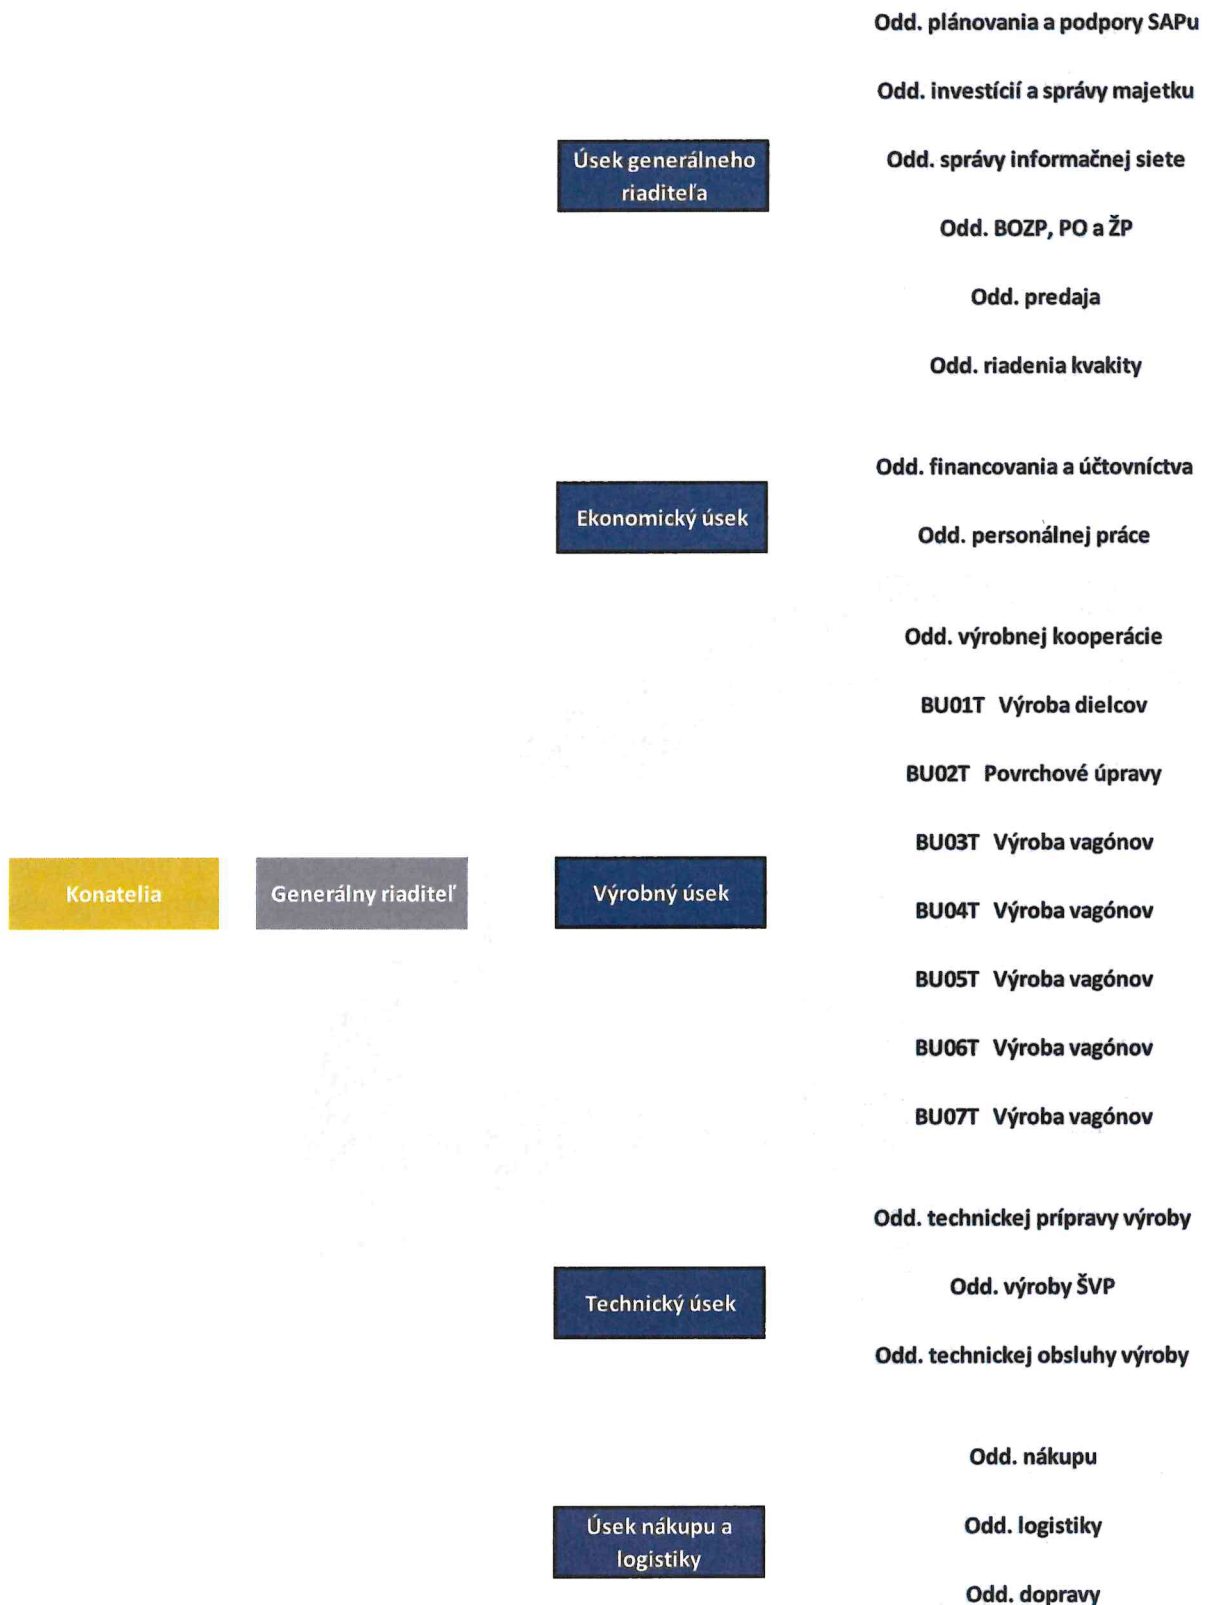 Odd. plánovania a podpory SAPu
Odd. investícií a správy majetku
Úsek generálneho
riaditeľa
Odd. správy informačnej siete
Odd. BOZP, PO a ŽP
Odd. predaja
Odd. riadenia kvakity
Odd. financovania a účtovníctva
Ekonomický úsek
Odd. personálnej práce
Odd. výrobnej kooperácie
BU01T Výroba dielcov
BU02T Povrchové úpravy
BU03T Výroba vagónov
Konatelia
Generálny riaditeľ
Výrobný úsek
BU04T Výroba vagónov
BU05T Výroba vagónov
BU06T Výroba vagónov
BU07T Výroba vagónov
Odd. technickej prípravy výroby
Technický úsek
Odd. výroby ŠVP
Odd. technickej obsluhy výroby
Odd. nákupu
Úsek nákupu a
logistiky
Odd. logistiky
Odd. dopravy